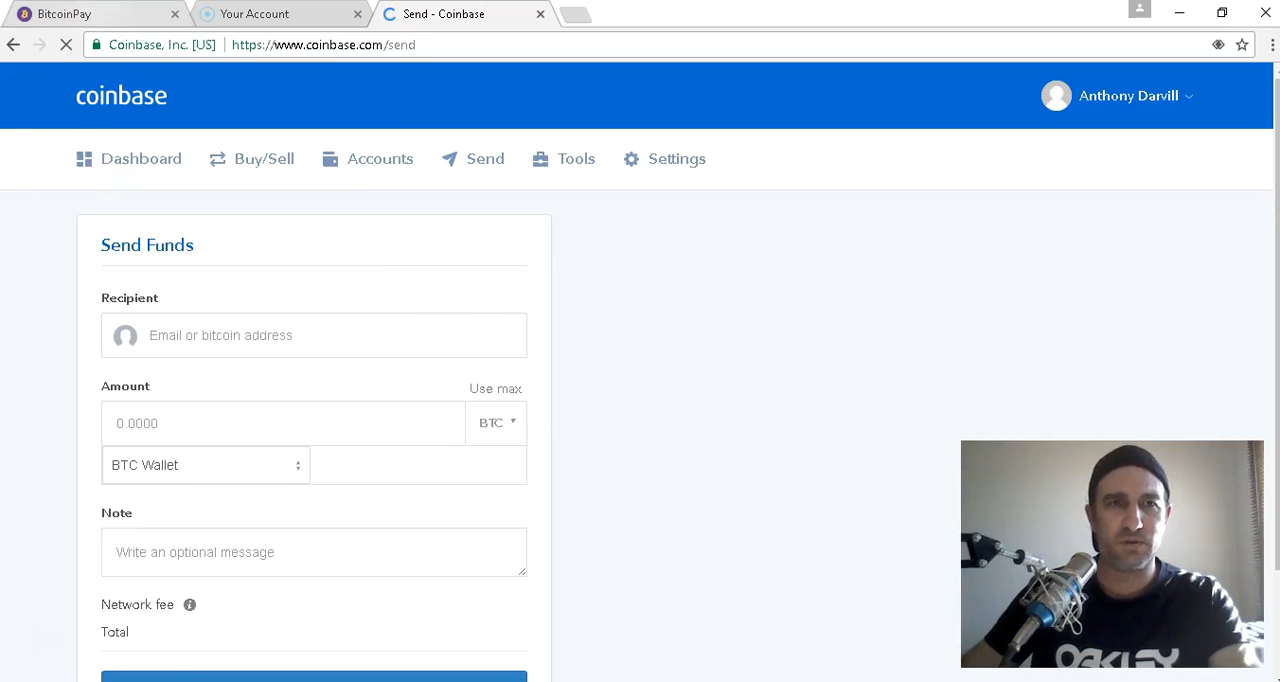 BitcoinPay
Your Account
Send - Coinbase
Coinbase, Inc. [US] https://www.coinbase.com/send
coinbase
Anthony Darvill
Dashboard Buy/Sell Accounts Send Tools Settings
Send Funds
Recipient
Email or bitcoin address
Amount
Use max
0.0000
BTC
BTC Wallet
Note
Write an optional message
Network fee
Total
OAKLEY